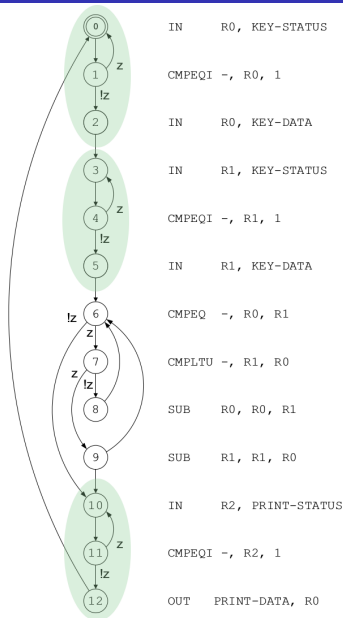 0 IN R0, KEY-STATUS
z
1 CMPEQI -, R0, 1
!z
2 IN R0, KEY-DATA
3 IN R1, KEY-STATUS
z
4 CMPEQI -, R1, 1
!z
5 IN R1, KEY-DATA
!z 6 CMPEQ -, R0, R1
z
7 CMPLTU -, R1, R0
z !z
8 SUB R0, R0, R1
9 SUB R1, R1, R0
10 IN R2, PRINT-STATUS
z
11 CMPEQI -, R2, 1
!z
12 OUT PRINT-DATA, R0